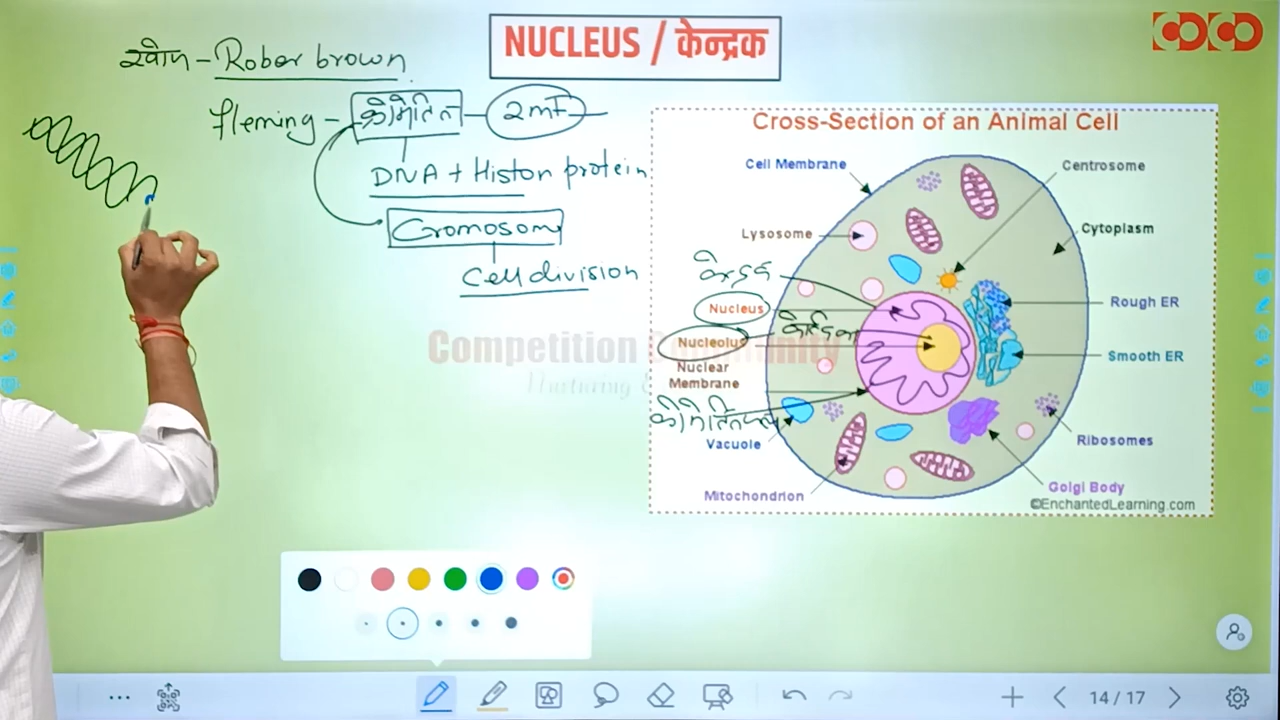 NUCLEUS / केन्द्रक
COCO
खोज - Rober brown
fleming - क्रोमेटिन - 2mF
DNA + Histon protein
Cromosom
Cell division
Competition Community
Cross-Section of an Animal Cell
Cell Membrane
Centrosome
Lysosome
Cytoplasm
Nucleus
Rough ER
Nucleolus
Smooth ER
Nuclear
Membrane
Vacuole
Ribosomes
Mitochondrion
Golgi Body
©EnchantedLearning.com
14 / 17